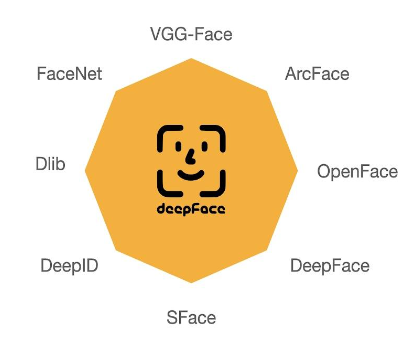 VGG-Face
FaceNet
ArcFace
Dlib
OpenFace
deepFace
DeepID
DeepFace
SFace